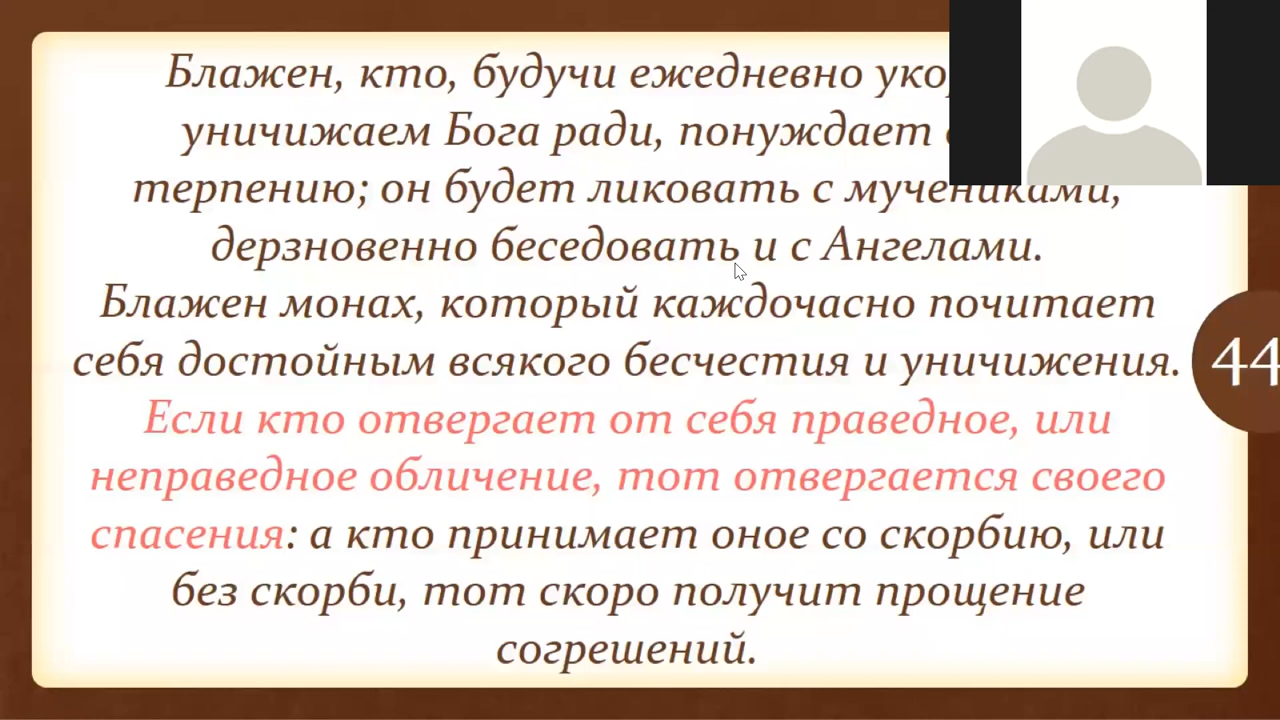 Блажен, кто, будучи ежедневно
уничижаем Бога ради, понуждает
терпению; он будет ликовать с мучениками,
дерзновенно беседовать и с Ангелами.
Блажен монах, который каждочасно почитает
себя достойным всякого бесчестия и уничижения.
44
Если кто отвергает от себя праведное, или
неправедное обличение, тот отвергается своего
спасения: а кто принимает оное со скорбию, или
без скорби, тот скоро получит прощение
согрешений.